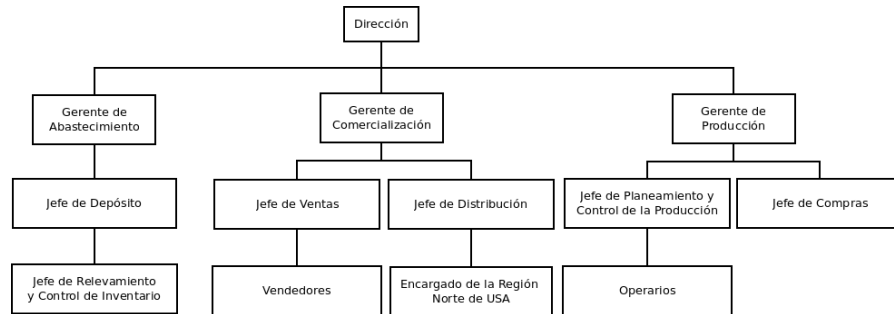 Dirección
Gerente de
Abastecimiento
Gerente de
Comercialización
Gerente de
Producción
Jefe de Depósito
Jefe de Ventas
Jefe de Distribución
Jefe de Planeamiento y
Control de la Producción
Jefe de Compras
Jefe de Relevamiento
y Control de Inventario
Vendedores
Encargado de la Región
Norte de USA
Operarios